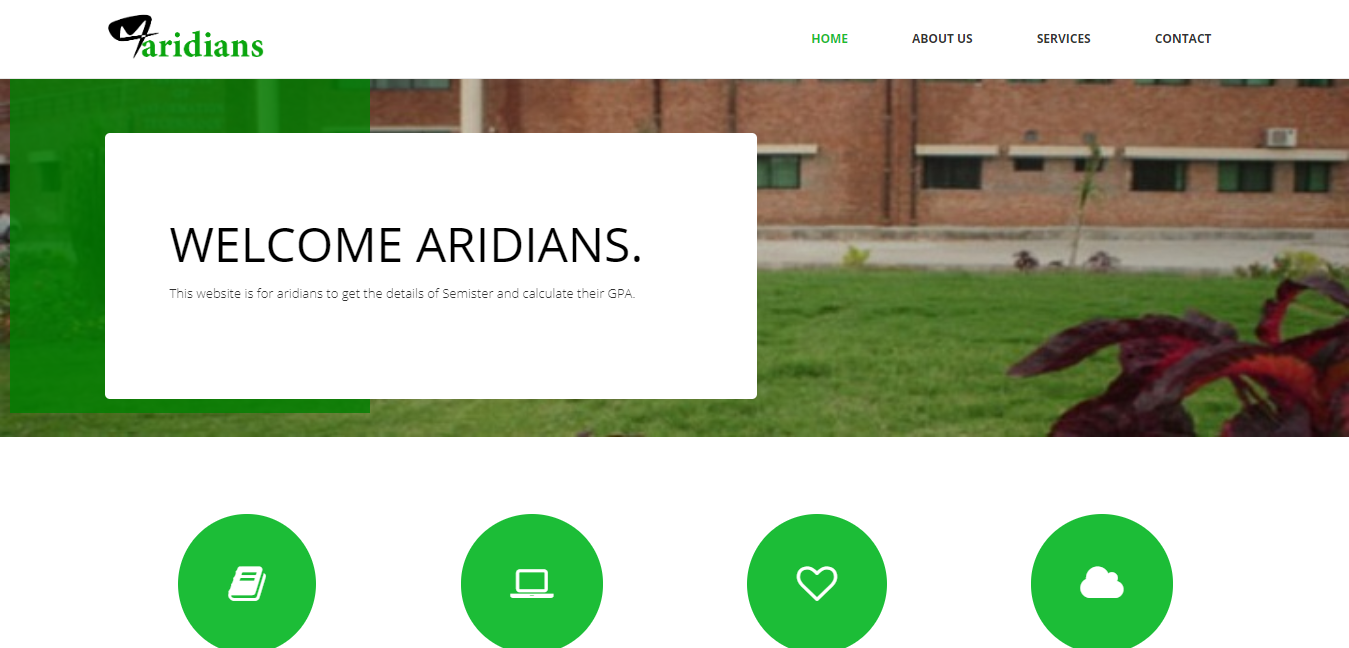 aridians
HOME ABOUT US SERVICES CONTACT
WELCOME ARIDIANS.
This website is for aridians to get the details of Semister and calculate their GPA.